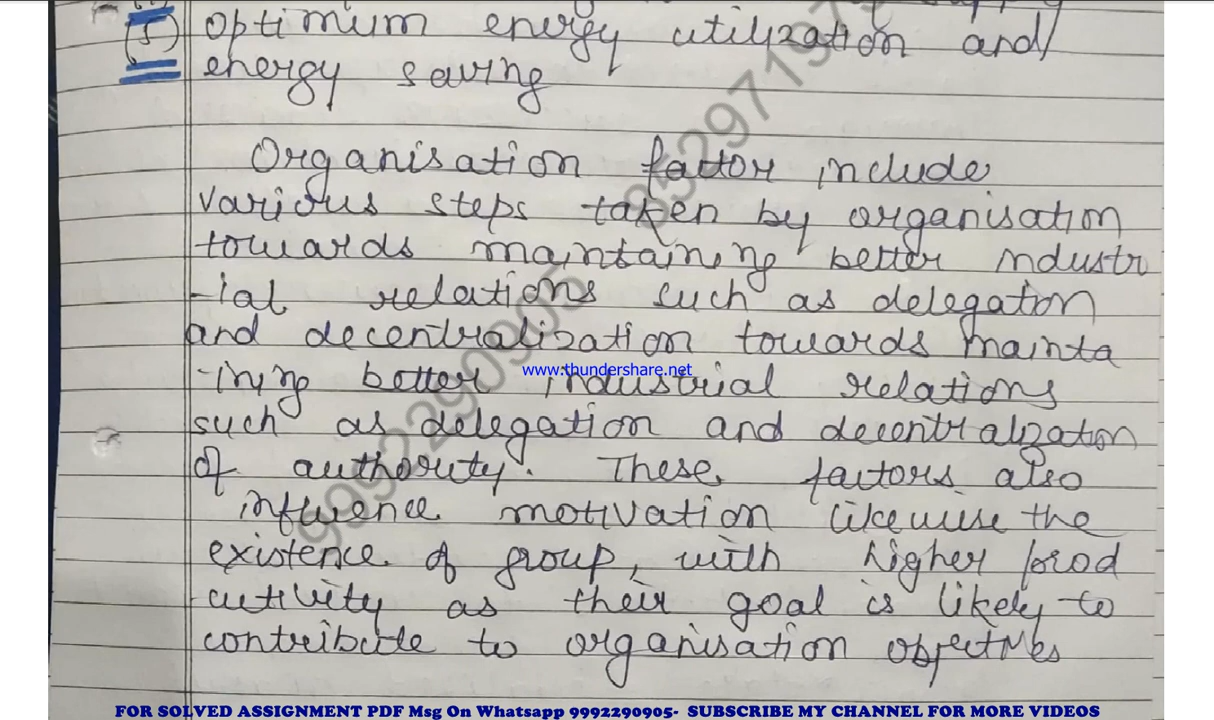 (5) optimum energy utilization and
energy saving
Organisation factor include
various steps taken by organisation
towards maintaining better industr
-ial relations such as delegation
and decentralization towards mainta
-ining better industrial relations
such as delegation and decentralization
of authority. These factors also
influence motivation likewise the
existence of group, with higher prod
-uctivity as their goal is likely to
contribute to organisation objectives
www.thundershare.net
9992290905
FOR SOLVED ASSIGNMENT PDF Msg On Whatsapp 9992290905- SUBSCRIBE MY CHANNEL FOR MORE VIDEOS